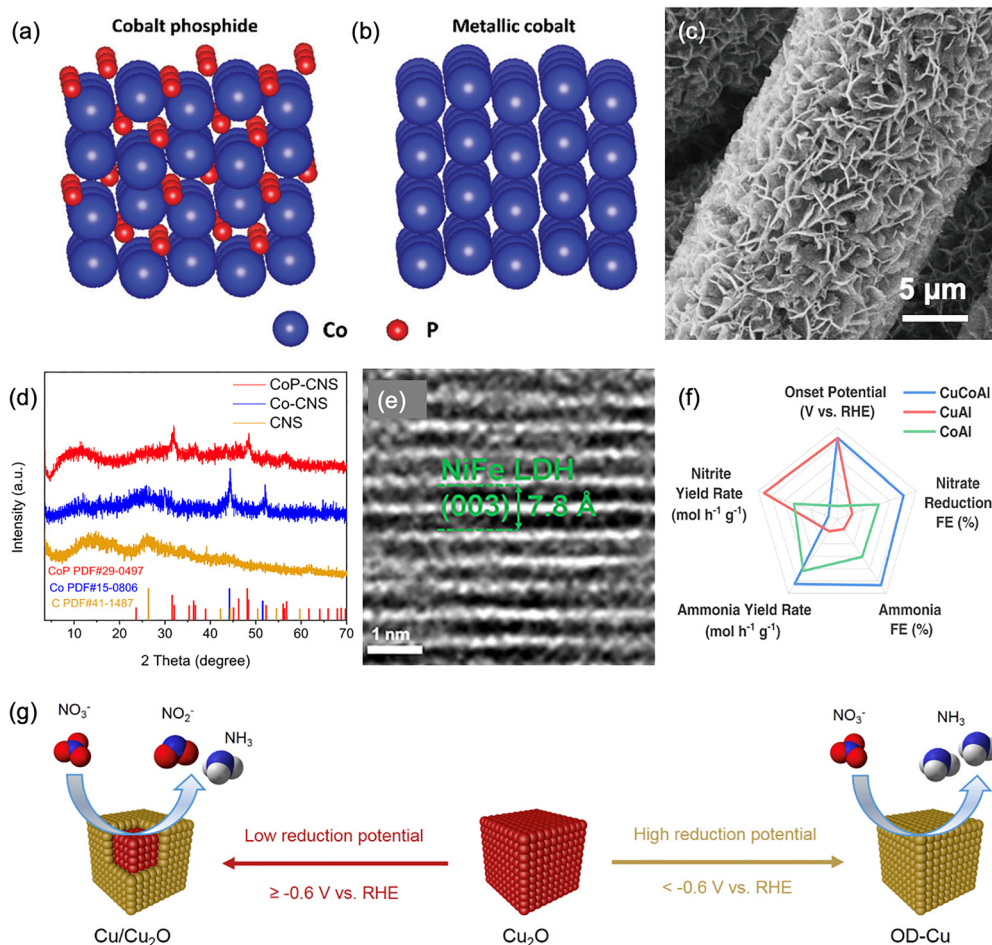 (a)
Cobalt phosphide
(b)
Metallic cobalt
(c)
5 µm
Co
P
(d)
CoP-CNS
Co-CNS
CNS
Intensity (a.u.)
CoP PDF#29-0497
Co PDF#15-0806
C PDF#41-1487
10
20
30
40
50
60
70
2 Theta (degree)
(e)
NiFe LDH
(003)
7.8 Å
1 nm
(f)
Onset Potential
(V vs. RHE)
CuCoAl
CuAl
CoAl
Nitrite
Yield Rate
(mol h⁻¹ g⁻¹)
Nitrate
Reduction
FE (%)
Ammonia Yield Rate
(mol h⁻¹ g⁻¹)
Ammonia
FE (%)
(g)
NO₃⁻
NO₂⁻
NH₃
Low reduction potential
≥ -0.6 V vs. RHE
Cu/Cu₂O
Cu₂O
High reduction potential
< -0.6 V vs. RHE
NO₃⁻
NH₃
OD-Cu